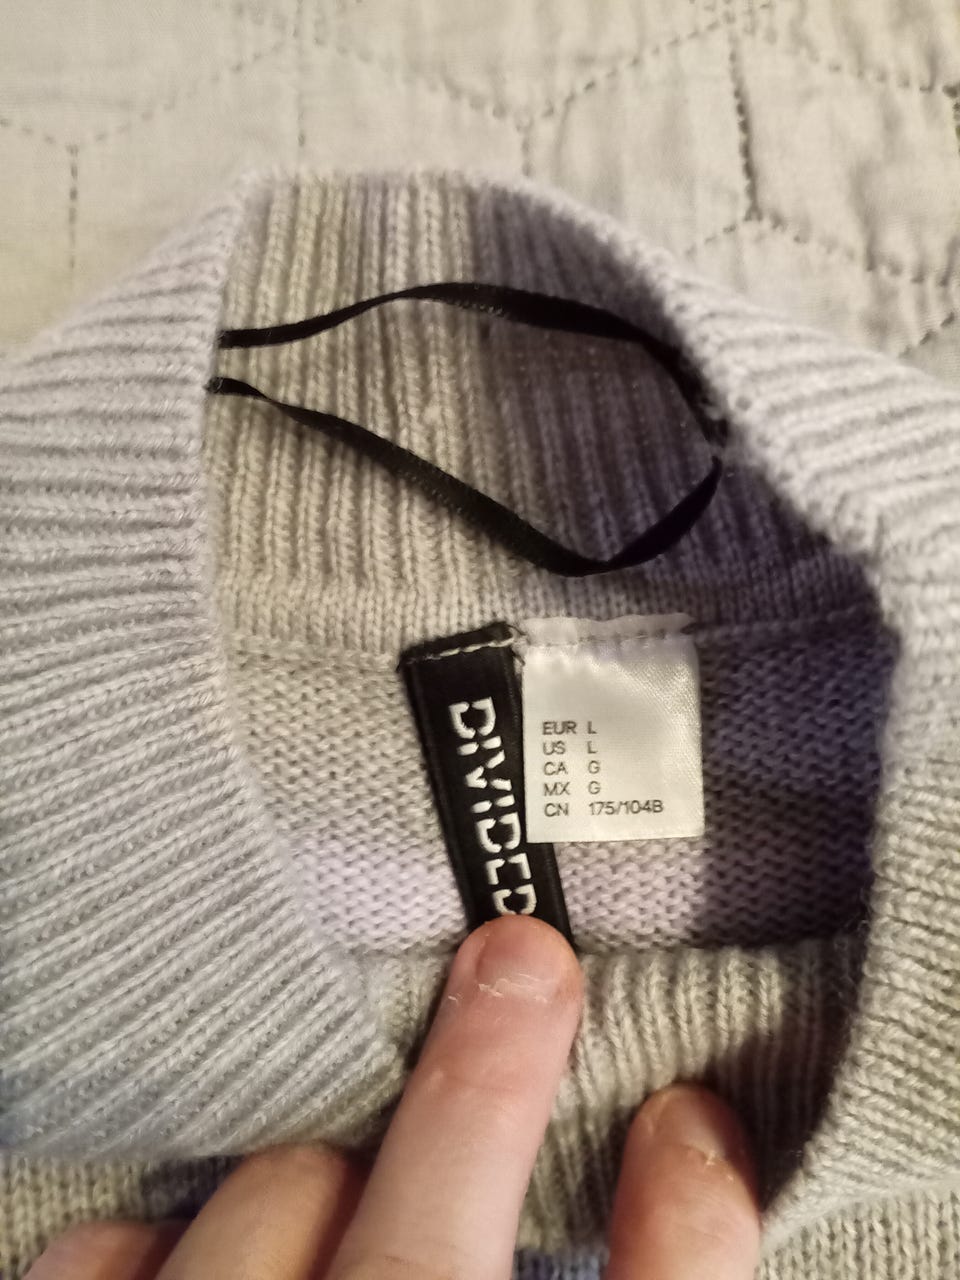 DIVIDED
EUR L
US L
CA G
MX G
CN 175/104B